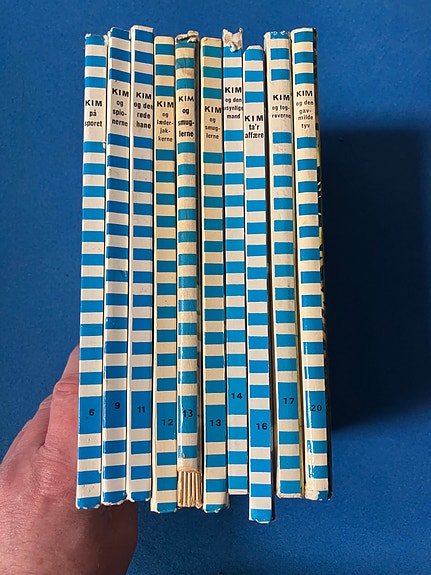 KIM
på
sporet
6
KIM
og
spio-
nerne
9
KIM
og den
røde
hane
11
KIM
og
læder-
jak-
kerne
12
KIM
og
smug-
lerne
13
KIM
og
smug-
lerne
13
KIM
og den
usynlige
mand
14
KIM
ta'r
affære
16
KIM
og tog-
røverne
17
KIM
og den
gav-
milde
tyv
20